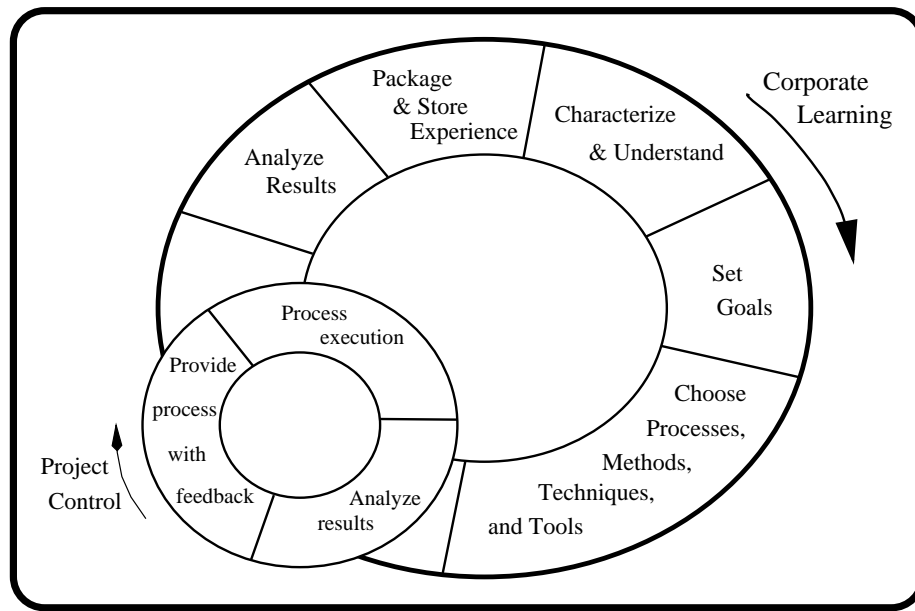 Package
& Store
Experience
Characterize
& Understand
Corporate
Learning
Analyze
Results
Set
Goals
Choose
Processes,
Methods,
Techniques,
and Tools
Process
execution
Provide
process
with
feedback
Analyze
results
Project
Control